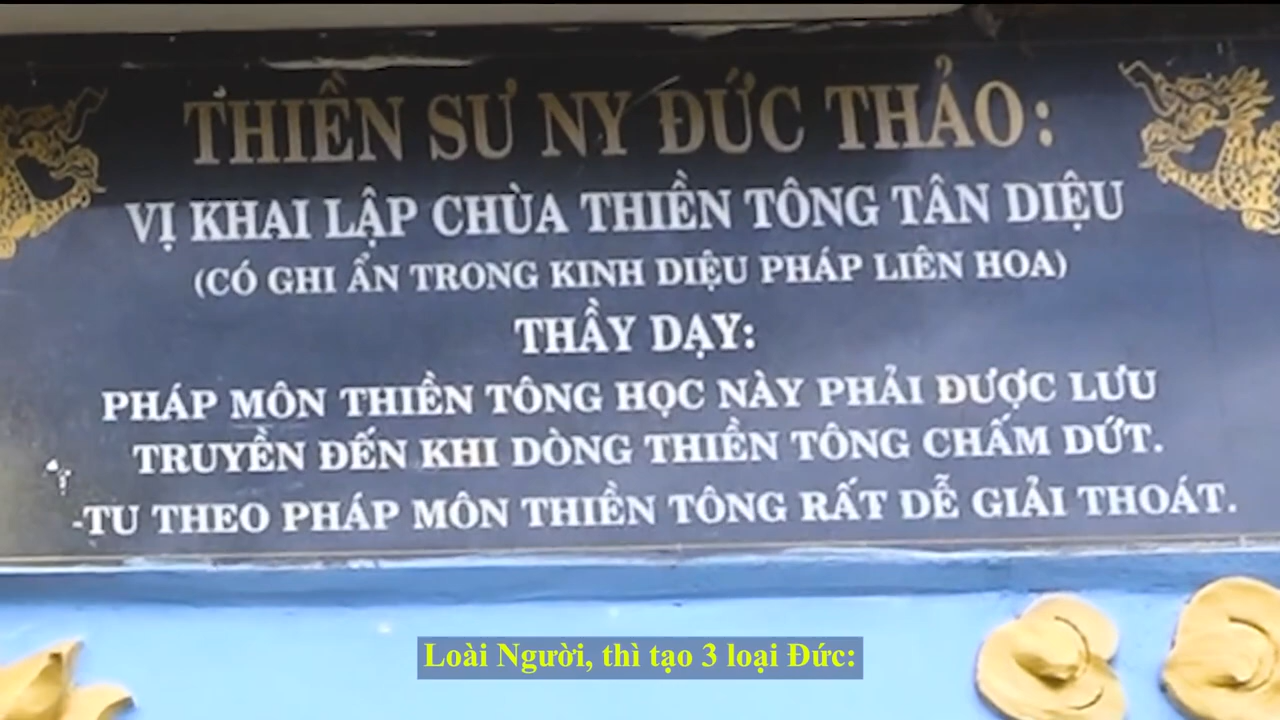 THIỀN SƯ NY ĐỨC THẢO:
VỊ KHAI LẬP CHÙA THIỀN TÔNG TÂN DIỆU
(CÓ GHI ẨN TRONG KINH DIỆU PHÁP LIÊN HOA)
THẦY DẠY:
PHÁP MÔN THIỀN TÔNG HỌC NÀY PHẢI ĐƯỢC LƯU
TRUYỀN ĐẾN KHI DÒNG THIỀN TÔNG CHẤM DỨT.
-TU THEO PHÁP MÔN THIỀN TÔNG RẤT DỄ GIẢI THOÁT.
Loài Người, thì tạo 3 loại Đức: